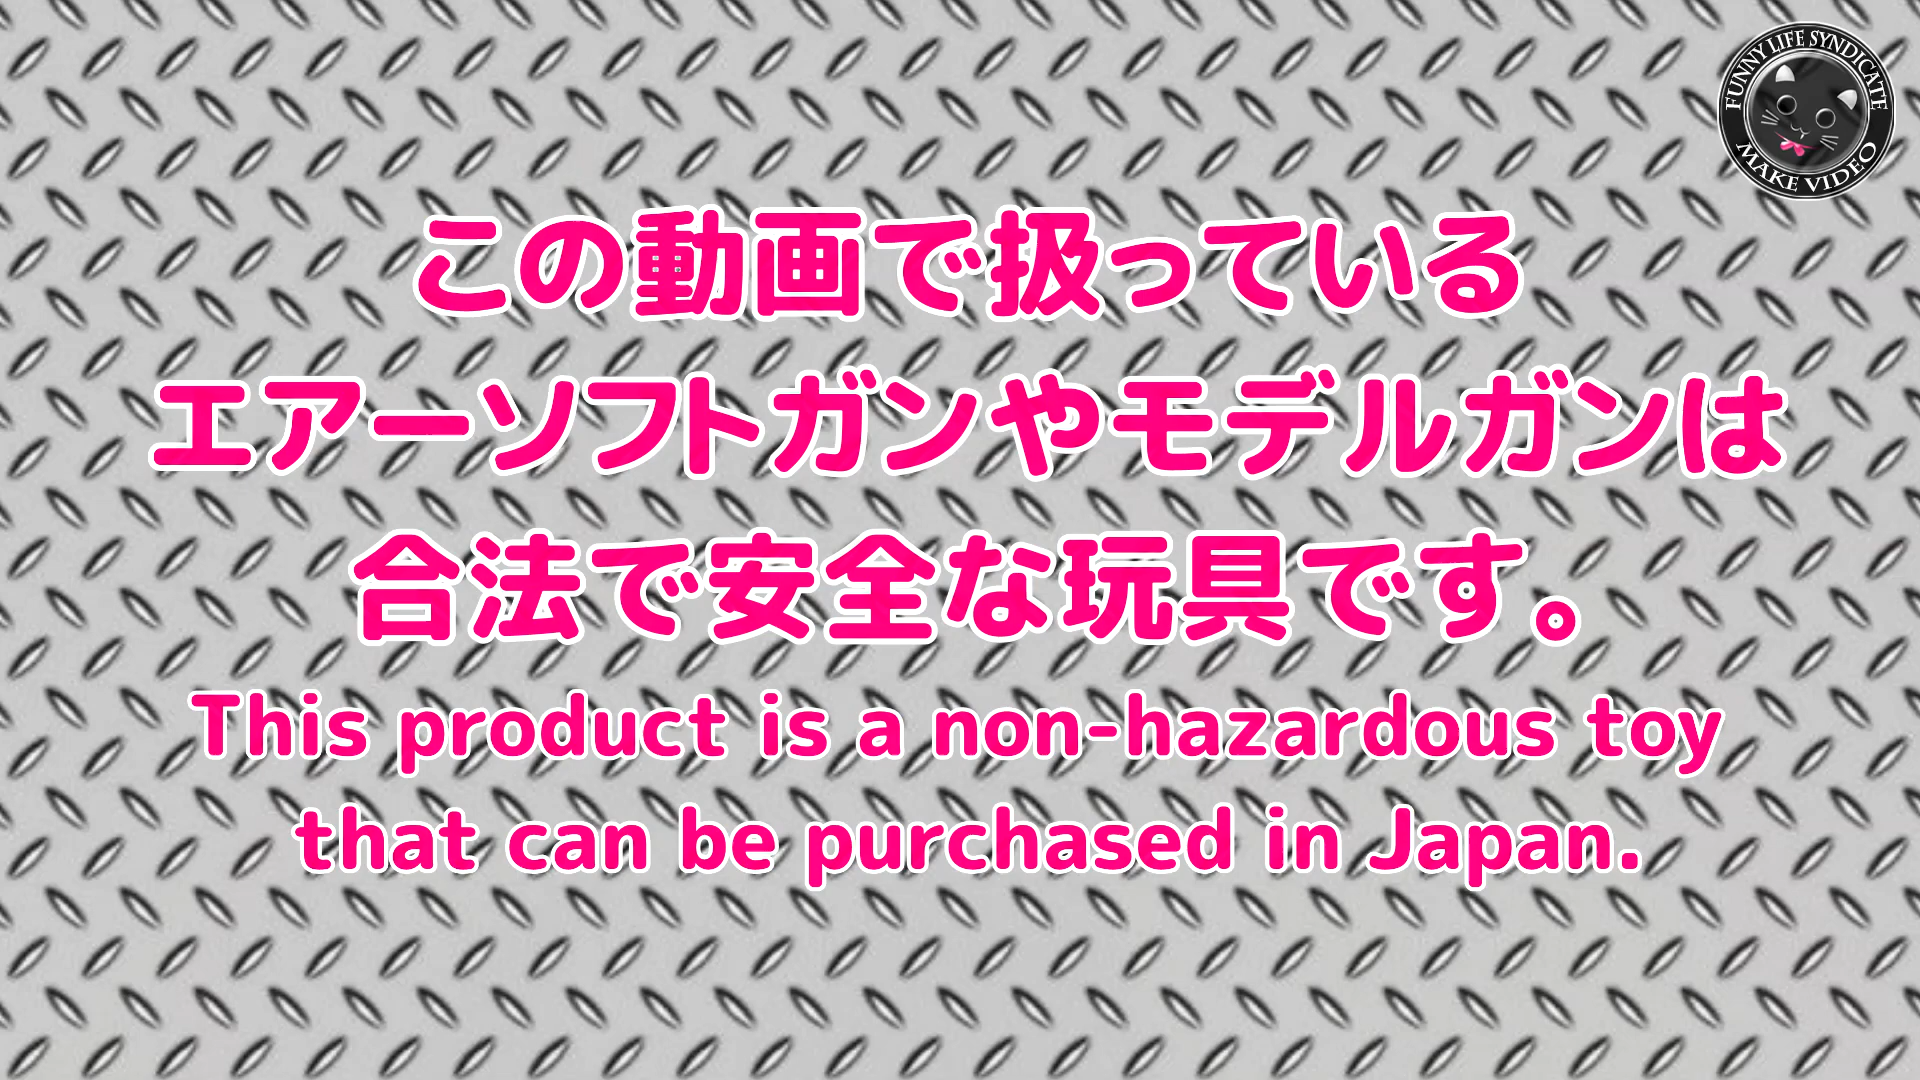 FUNNY LIFE SYNDICATE
MAKE VIDEO
この動画で扱っている
エアーソフトガンやモデルガンは
合法で安全な玩具です。
This product is a non-hazardous toy
that can be purchased in Japan.